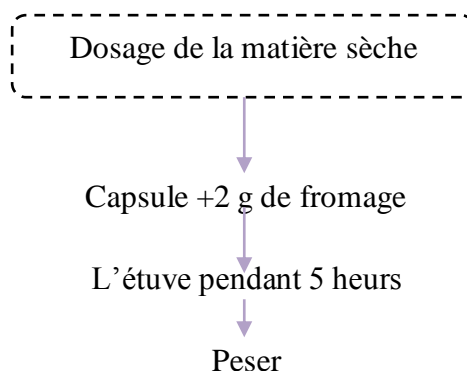 Dosage de la matière sèche
Capsule +2 g de fromage
L’étuve pendant 5 heurs
Peser